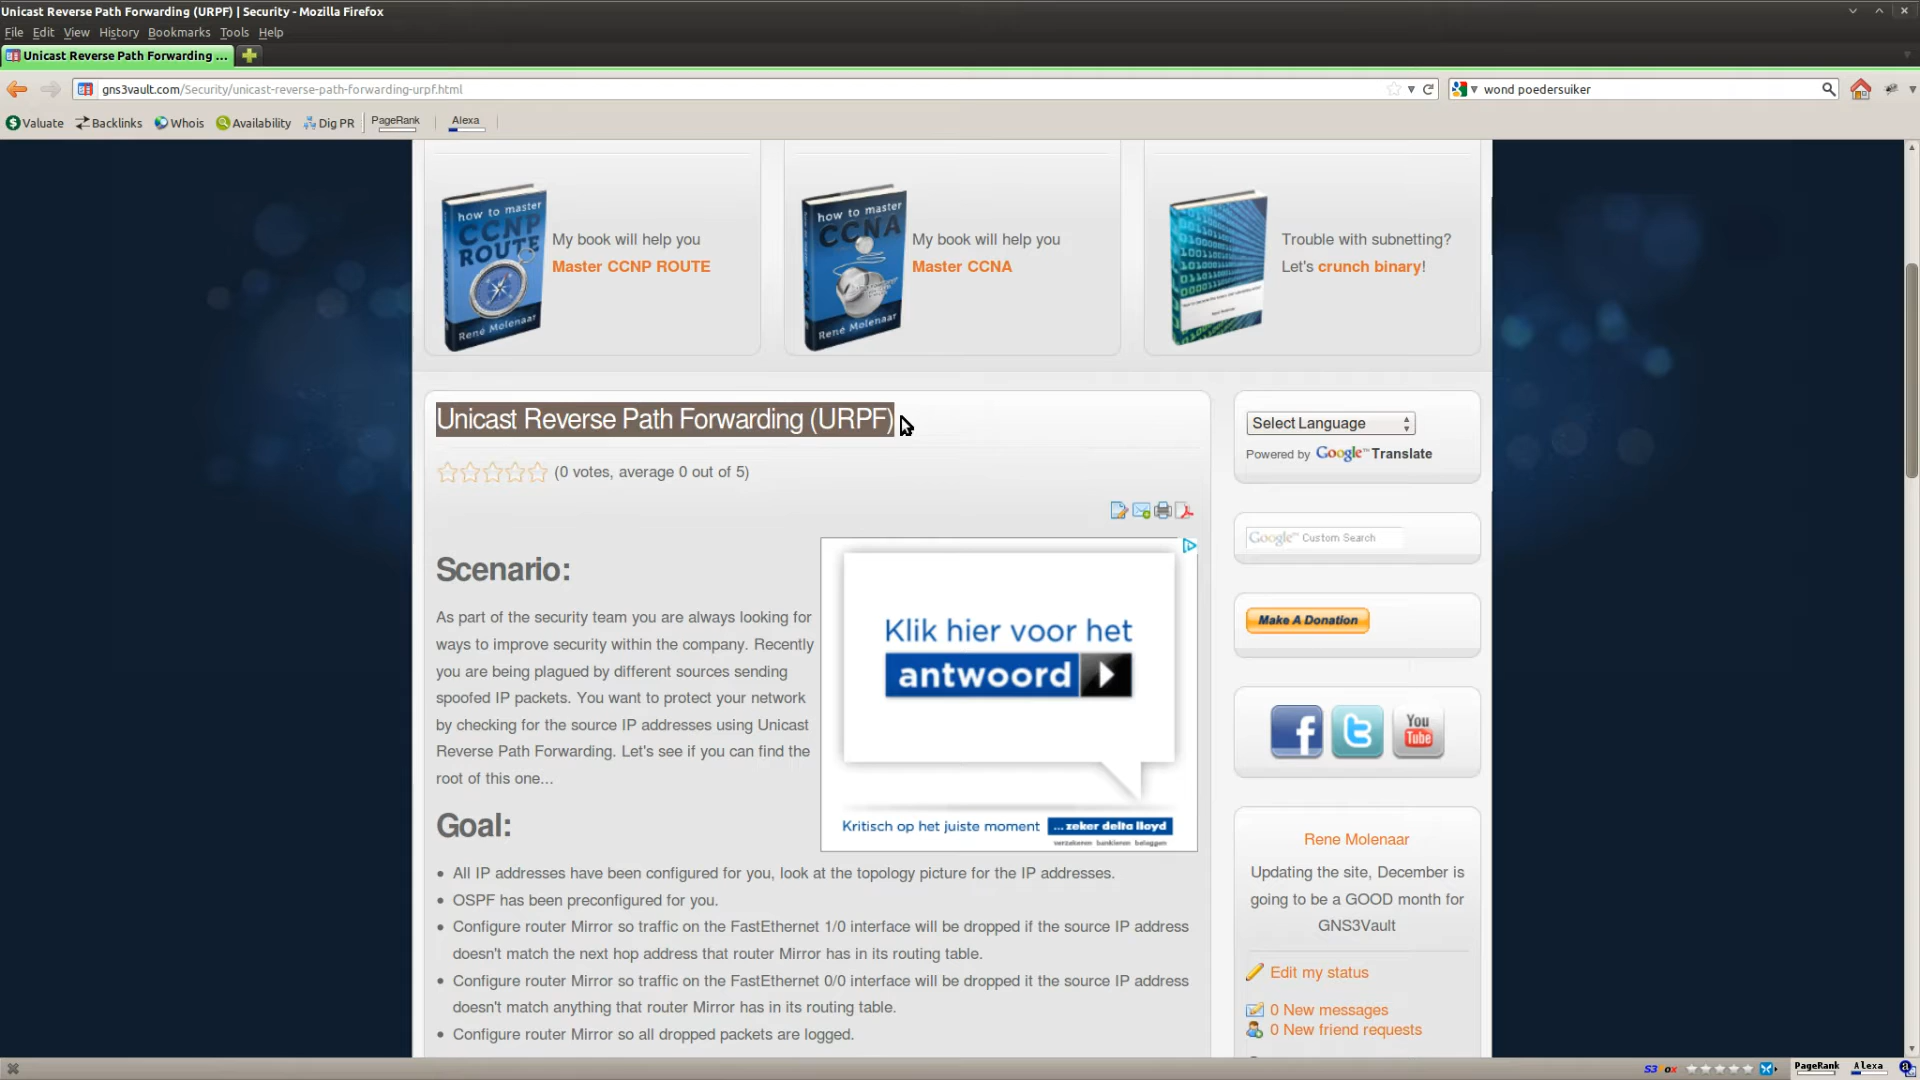 Unicast Reverse Path Forwarding (URPF) | Security - Mozilla Firefox
File Edit View History Bookmarks Tools Help
Unicast Reverse Path Forwarding ...
gns3vault.com/Security/unicast-reverse-path-forwarding-urpf.html
wond poedersuiker
Valuate Backlinks Whois Availability Dig PR PageRank Alexa
how to master
CCNP
ROUTE
René Molenaar
My book will help you
Master CCNP ROUTE
how to master
CCNA
René Molenaar
My book will help you
Master CCNA
Trouble with subnetting?
Let's crunch binary!
Unicast Reverse Path Forwarding (URPF)
(0 votes, average 0 out of 5)
Scenario:
As part of the security team you are always looking for
ways to improve security within the company. Recently
you are being plagued by different sources sending
spoofed IP packets. You want to protect your network
by checking for the source IP addresses using Unicast
Reverse Path Forwarding. Let's see if you can find the
root of this one...
Klik hier voor het
antwoord
Kritisch op het juiste moment ...zeker delta lloyd
verzekeren bankieren beleggen
Goal:
• All IP addresses have been configured for you, look at the topology picture for the IP addresses.
• OSPF has been preconfigured for you.
• Configure router Mirror so traffic on the FastEthernet 1/0 interface will be dropped if the source IP address
doesn't match the next hop address that router Mirror has in its routing table.
• Configure router Mirror so traffic on the FastEthernet 0/0 interface will be dropped it the source IP address
doesn't match anything that router Mirror has in its routing table.
• Configure router Mirror so all dropped packets are logged.
Select Language
Powered by Google™ Translate
Google™ Custom Search
Make A Donation
You
Tube
Rene Molenaar
Updating the site, December is
going to be a GOOD month for
GNS3Vault
Edit my status
0 New messages
0 New friend requests
PageRank Alexa